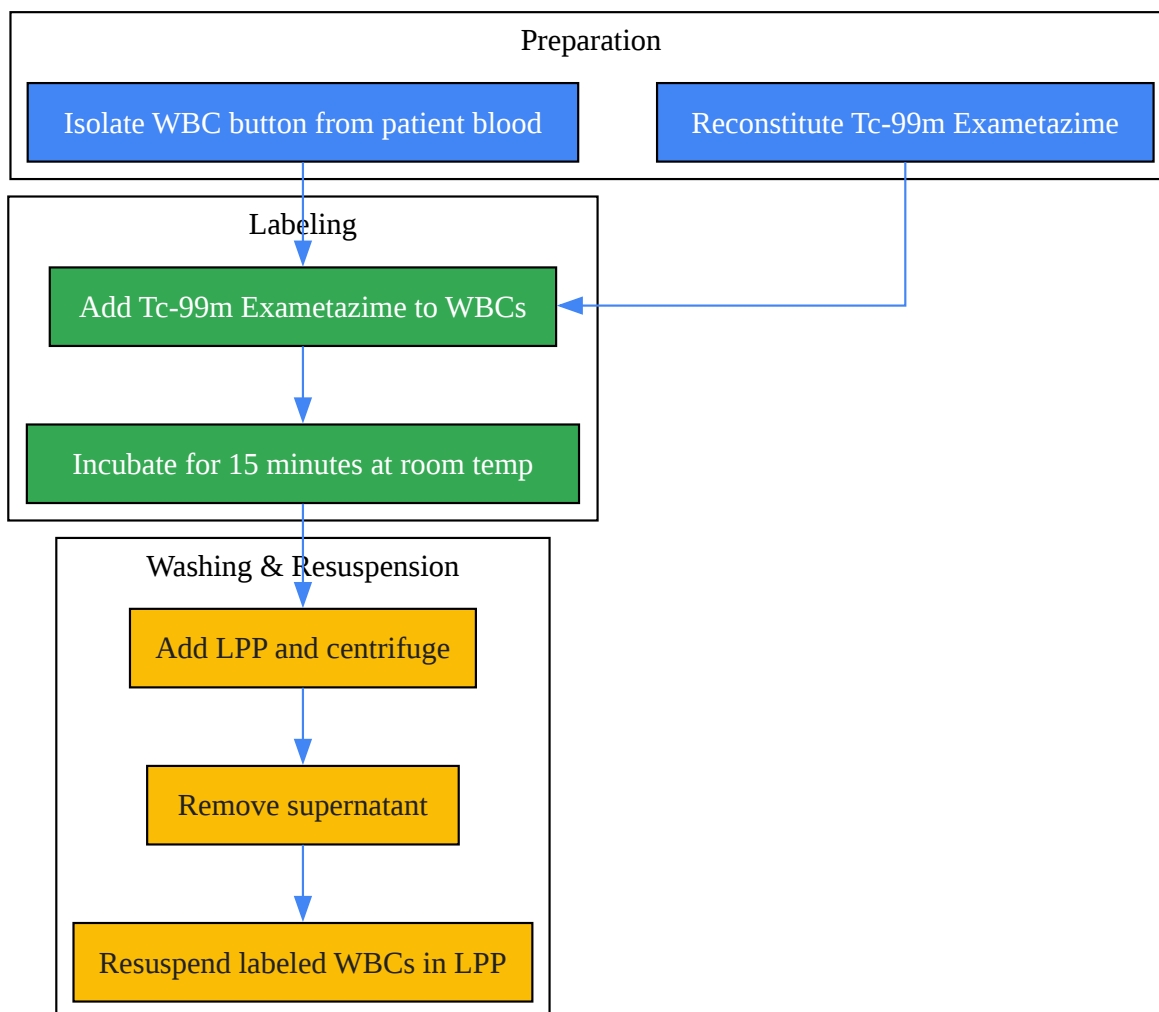 Preparation
Isolate WBC button from patient blood
Reconstitute Tc-99m Exametazime
Labeling
Add Tc-99m Exametazime to WBCs
Incubate for 15 minutes at room temp
Washing & Resuspension
Add LPP and centrifuge
Remove supernatant
Resuspend labeled WBCs in LPP